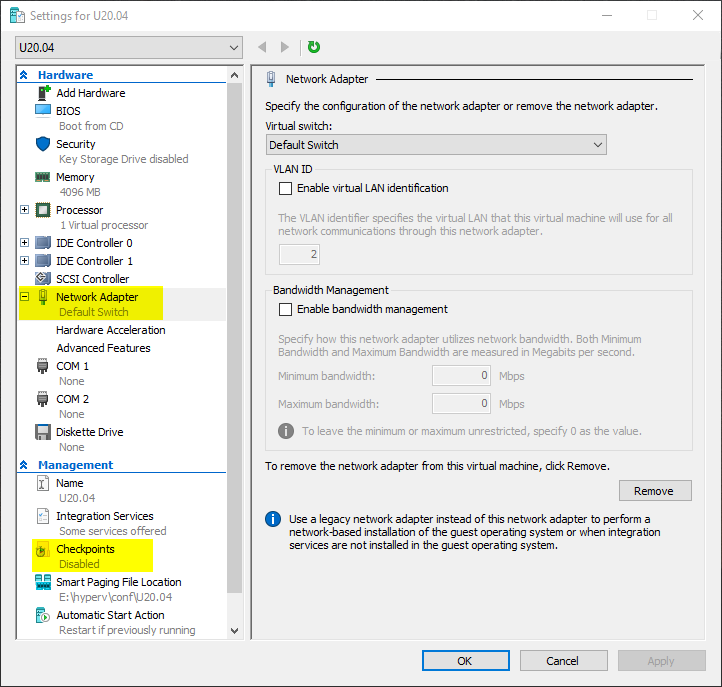 Settings for U20.04
U20.04
Hardware
Add Hardware
BIOS
Boot from CD
Security
Key Storage Drive disabled
Memory
4096 MB
Processor
1 Virtual processor
IDE Controller 0
IDE Controller 1
SCSI Controller
Network Adapter
Default Switch
Hardware Acceleration
Advanced Features
COM 1
None
COM 2
None
Diskette Drive
None
Management
Name
U20.04
Integration Services
Some services offered
Checkpoints
Disabled
Smart Paging File Location
E:\hyperv\conf\U20.04
Automatic Start Action
Restart if previously running
Network Adapter
Specify the configuration of the network adapter or remove the network adapter.
Virtual switch:
Default Switch
VLAN ID
Enable virtual LAN identification
The VLAN identifier specifies the virtual LAN that this virtual machine will use for all
network communications through this network adapter.
2
Bandwidth Management
Enable bandwidth management
Specify how this network adapter utilizes network bandwidth. Both Minimum
Bandwidth and Maximum Bandwidth are measured in Megabits per second.
Minimum bandwidth: 0 Mbps
Maximum bandwidth: 0 Mbps
To leave the minimum or maximum unrestricted, specify 0 as the value.
To remove the network adapter from this virtual machine, click Remove.
Remove
Use a legacy network adapter instead of this network adapter to perform a
network-based installation of the guest operating system or when integration
services are not installed in the guest operating system.
OK Cancel Apply